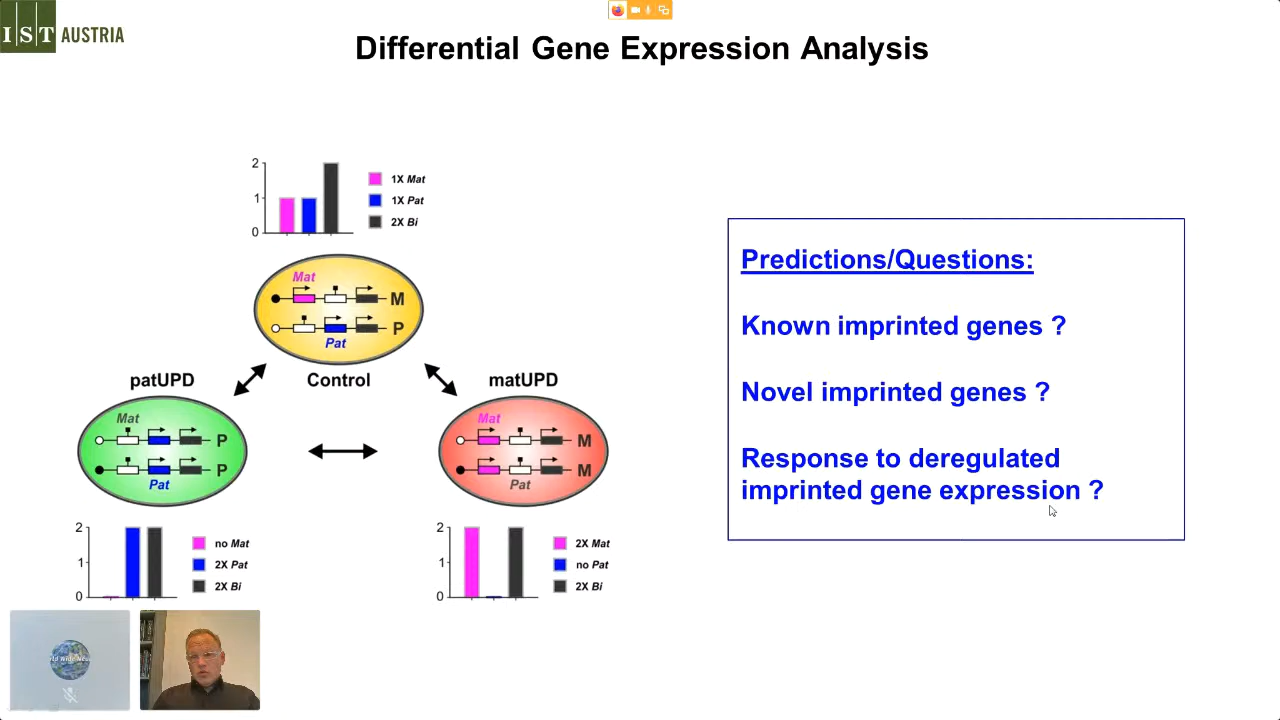 IST AUSTRIA
Differential Gene Expression Analysis
2
1
0
1X Mat
1X Pat
2X Bi
Mat
M
P
Pat
patUPD
Control
matUPD
Mat
P
P
Pat
Mat
M
M
Pat
2
1
0
no Mat
2X Pat
2X Bi
2
1
0
2X Mat
no Pat
2X Bi
Predictions/Questions:
Known imprinted genes ?
Novel imprinted genes ?
Response to deregulated
imprinted gene expression ?